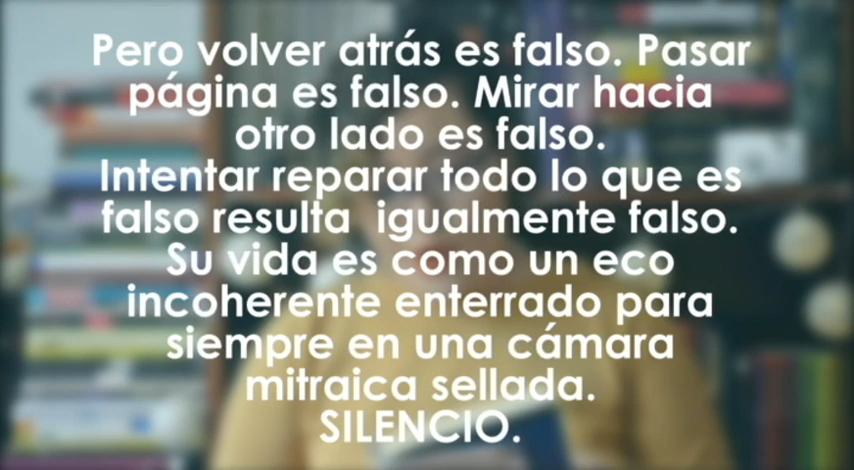 Pero volver atrás es falso. Pasar
página es falso. Mirar hacia
otro lado es falso.
Intentar reparar todo lo que es
falso resulta  igualmente falso.
Su vida es como un eco
incoherente enterrado para
siempre en una cámara
mitraica sellada.
SILENCIO.